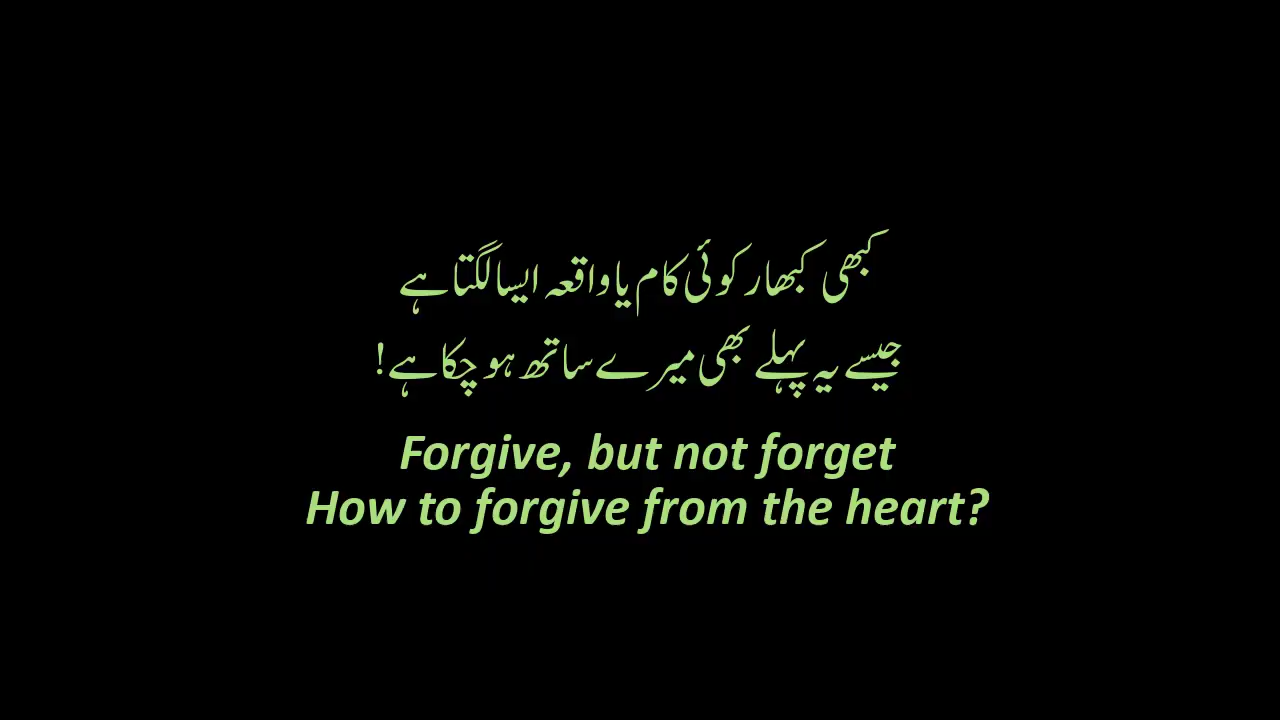 کبھی کبھار کوئی کام یا واقعہ ایسا لگتا ہے
جیسے یہ پہلے بھی میرے ساتھ ہو چکا ہے!
Forgive, but not forget
How to forgive from the heart?